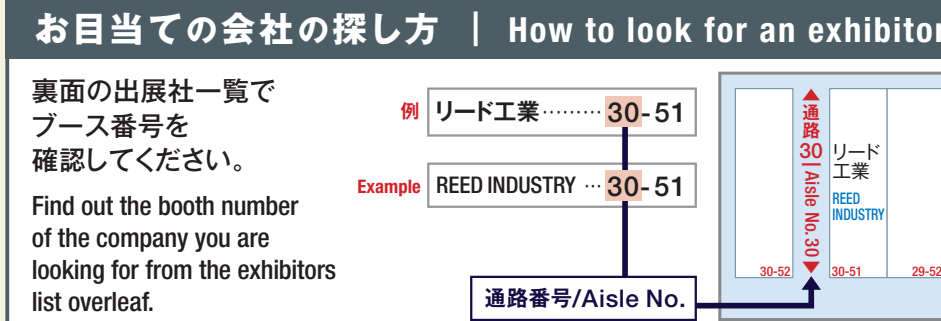 お目当ての会社の探し方 | How to look for an exhibitor
裏面の出展社一覧で
ブース番号を
確認してください。
Find out the booth number
of the company you are
looking for from the exhibitors
list overleaf.
例 リード工業………30-51
Example REED INDUSTRY …30-51
通路番号/Aisle No.
▲通路30 | Aisle No.30▼
リード
工業
REED
INDUSTRY
30-52
30-51
29-52